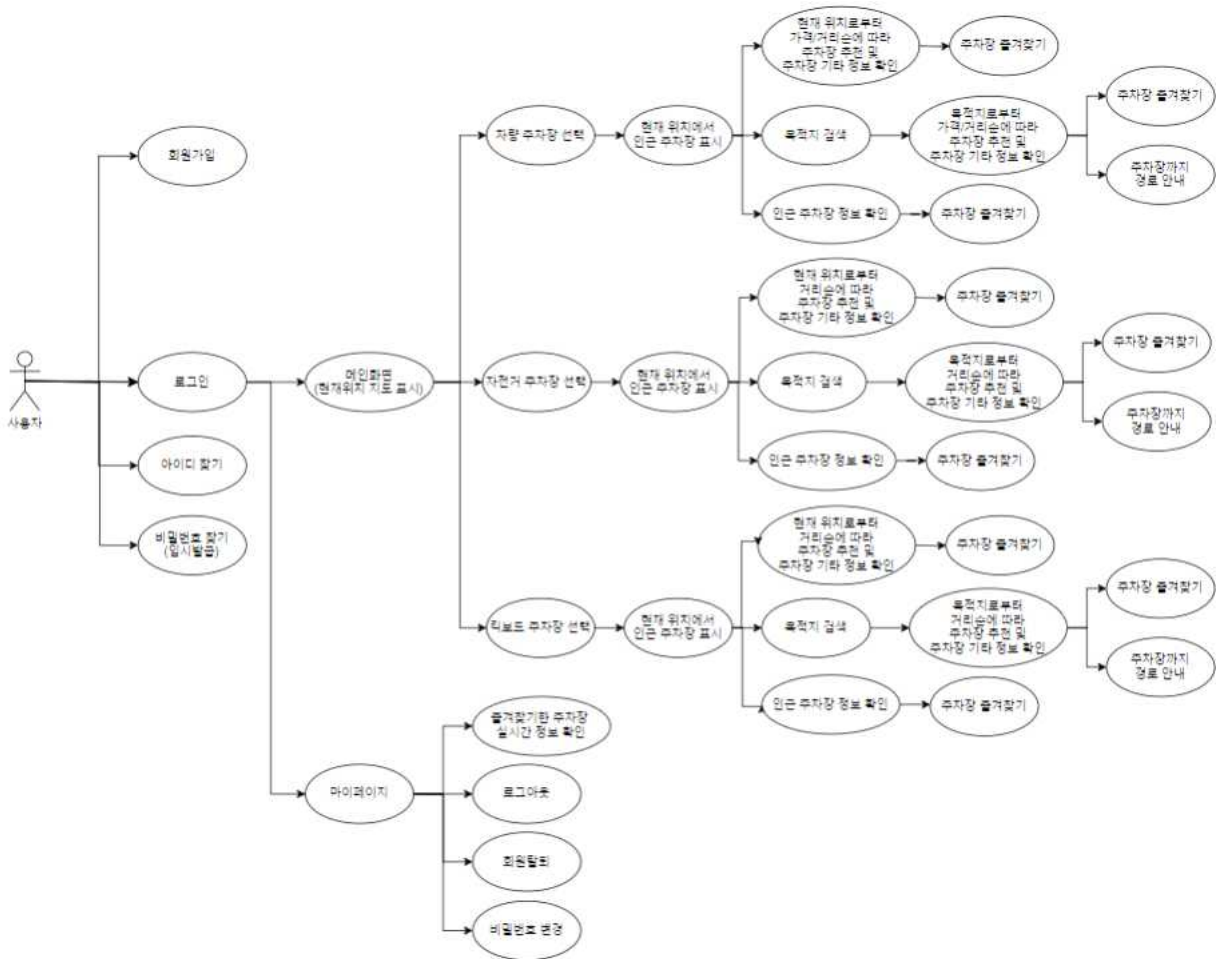 현재 위치로부터
가격/거리순에 따라
주차장 추천 및
주차장 기타 정보 확인
주차장 즐겨찾기
차량 주차장 선택
현재 위치에서
인근 주차장 표시
목적지 검색
목적지로부터
가격/거리순에 따라
주차장 추천 및
주차장 기타 정보 확인
주차장 즐겨찾기
주차장까지
경로 안내
인근 주차장 정보 확인
주차장 즐겨찾기
회원가입
현재 위치로부터
거리순에 따라
주차장 추천 및
주차장 기타 정보 확인
주차장 즐겨찾기
사용자
로그인
메인화면
(현재위치 지도 표시)
자전거 주차장 선택
현재 위치에서
인근 주차장 표시
목적지 검색
목적지로부터
거리순에 따라
주차장 추천 및
주차장 기타 정보 확인
주차장 즐겨찾기
주차장까지
경로 안내
인근 주차장 정보 확인
주차장 즐겨찾기
아이디 찾기
비밀번호 찾기
(임시발급)
현재 위치로부터
거리순에 따라
주차장 추천 및
주차장 기타 정보 확인
주차장 즐겨찾기
킥보드 주차장 선택
현재 위치에서
인근 주차장 표시
목적지 검색
목적지로부터
거리순에 따라
주차장 추천 및
주차장 기타 정보 확인
주차장 즐겨찾기
주차장까지
경로 안내
인근 주차장 정보 확인
주차장 즐겨찾기
마이페이지
즐겨찾기한 주차장
실시간 정보 확인
로그아웃
회원탈퇴
비밀번호 변경